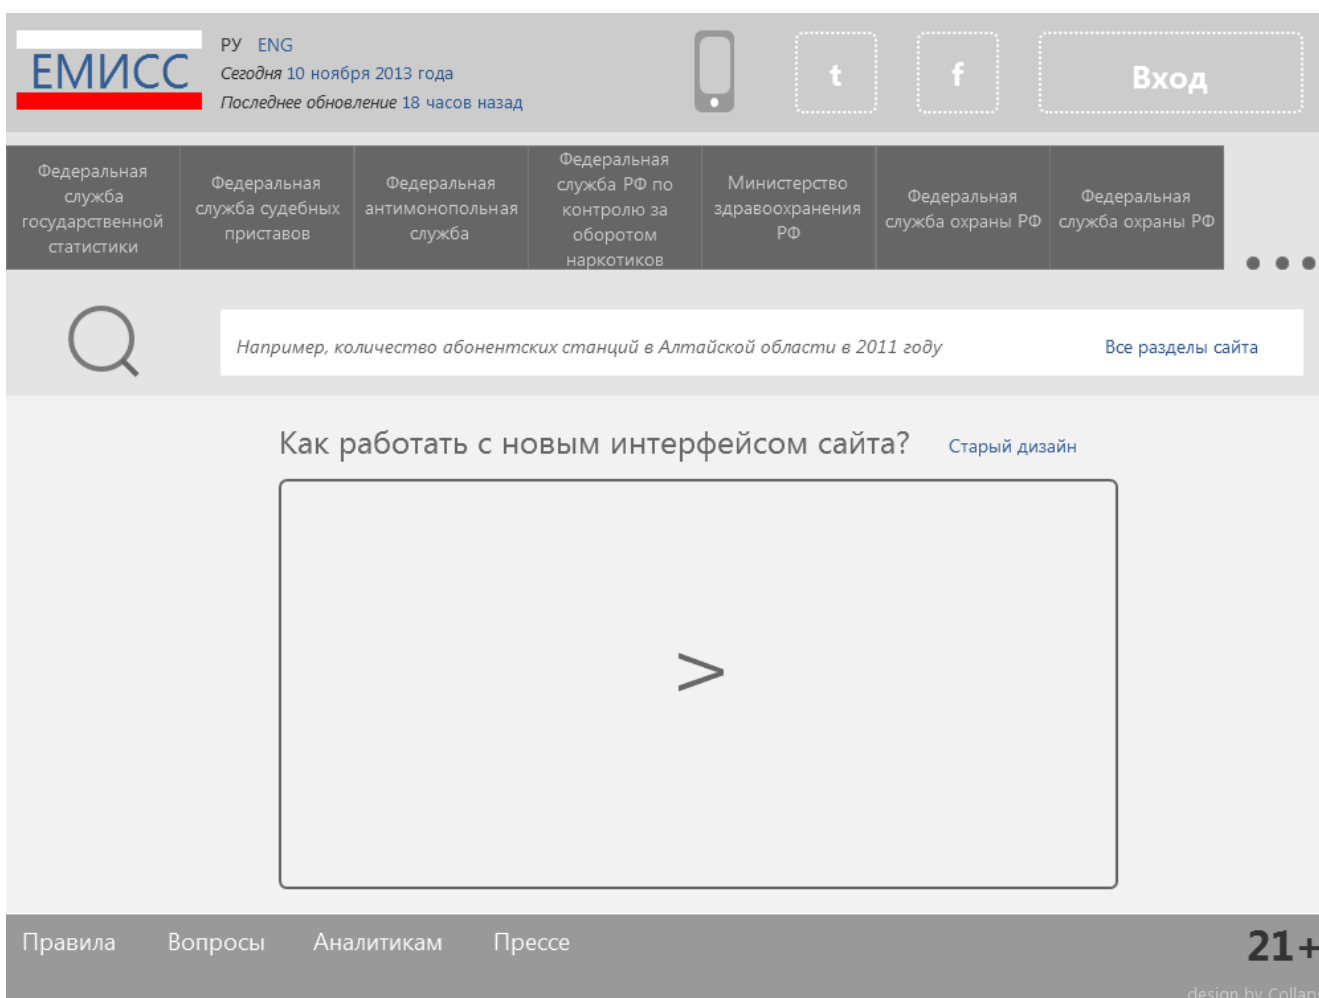 ЕМИСС
РУ ENG
Сегодня 10 ноября 2013 года
Последнее обновление 18 часов назад
t
f
Вход
Федеральная
служба
государственной
статистики
Федеральная
служба судебных
приставов
Федеральная
антимонопольная
служба
Федеральная
служба РФ по
контролю за
оборотом
наркотиков
Министерство
здравоохранения
РФ
Федеральная
служба охраны РФ
Федеральная
служба охраны РФ
Например, количество абонентских станций в Алтайской области в 2011 году
Все разделы сайта
Как работать с новым интерфейсом сайта?
Старый дизайн
>
Правила Вопросы Аналитикам Прессе
21+
design by